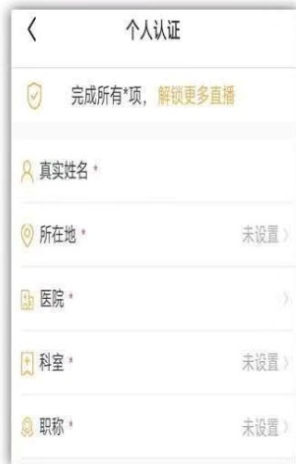 个人认证
完成所有*项，解锁更多直播
真实姓名 *
所在地 * 未设置
医院 *
科室 * 未设置
职称 * 未设置